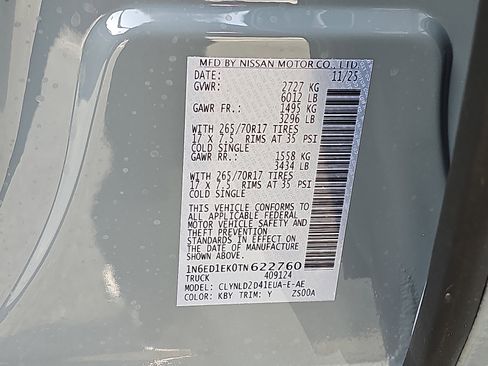 MFD BY NISSAN MOTOR CO., LTD.
DATE: 11/25
GVWR: 2727 KG
6012 LB
GAWR FR.: 1495 KG
3296 LB
WITH 265/70R17 TIRES
17 X 7.5 RIMS AT 35 PSI
COLD SINGLE
GAWR RR.: 1558 KG
3434 LB
WITH 265/70R17 TIRES
17 X 7.5 RIMS AT 35 PSI
COLD SINGLE
THIS VEHICLE CONFORMS TO
ALL APPLICABLE FEDERAL
MOTOR VEHICLE SAFETY AND
THEFT PREVENTION
STANDARDS IN EFFECT ON
THE DATE OF MANUFACTURE
SHOWN ABOVE.
1N6ED1EK0TN622760
TRUCK 409124
MODEL: CLYNLD2D41EUA-E-AE
COLOR: KBY TRIM: Y ZS00A